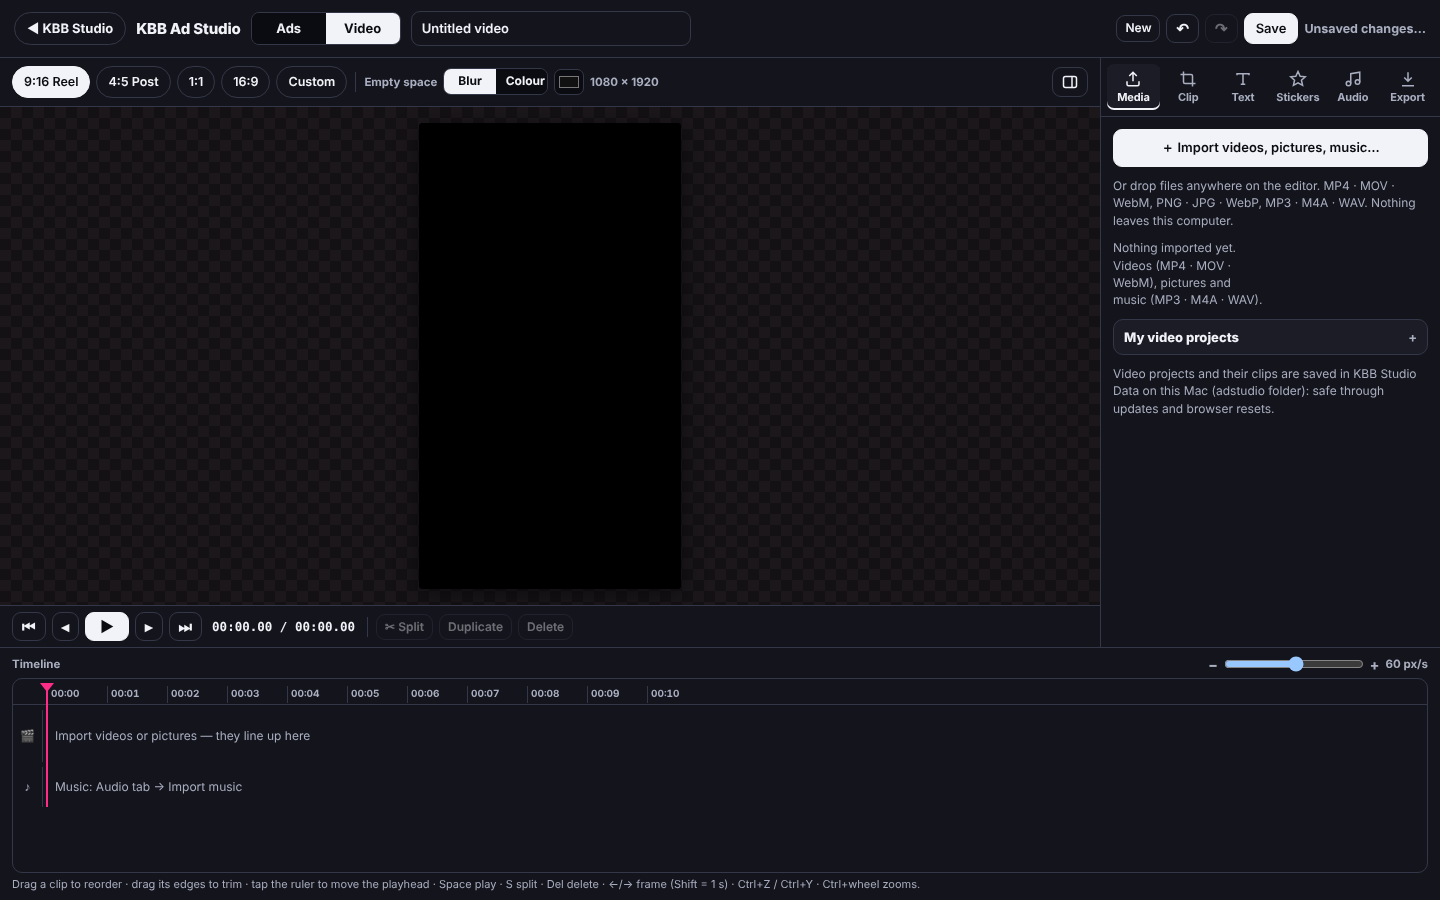 ◀ KBB Studio
KBB Ad Studio
Ads
Video
Untitled video
New
↶
↷
Save
Unsaved changes...
9:16 Reel
4:5 Post
1:1
16:9
Custom
Empty space
Blur
Colour
1080 × 1920
Media
Clip
Text
Stickers
Audio
Export
+ Import videos, pictures, music...
Or drop files anywhere on the editor. MP4 · MOV ·
WebM, PNG · JPG · WebP, MP3 · M4A · WAV. Nothing
leaves this computer.
Nothing imported yet.
Videos (MP4 · MOV ·
WebM), pictures and
music (MP3 · M4A · WAV).
My video projects +
Video projects and their clips are saved in KBB Studio
Data on this Mac (adstudio folder): safe through
updates and browser resets.
00:00.00 / 00:00.00
✂ Split
Duplicate
Delete
Timeline
– + 60 px/s
00:00 00:01 00:02 00:03 00:04 00:05 00:06 00:07 00:08 00:09 00:10
Import videos or pictures — they line up here
♪ Music: Audio tab → Import music
Drag a clip to reorder · drag its edges to trim · tap the ruler to move the playhead · Space play · S split · Del delete · ←/→ frame (Shift = 1 s) · Ctrl+Z / Ctrl+Y · Ctrl+wheel zooms.